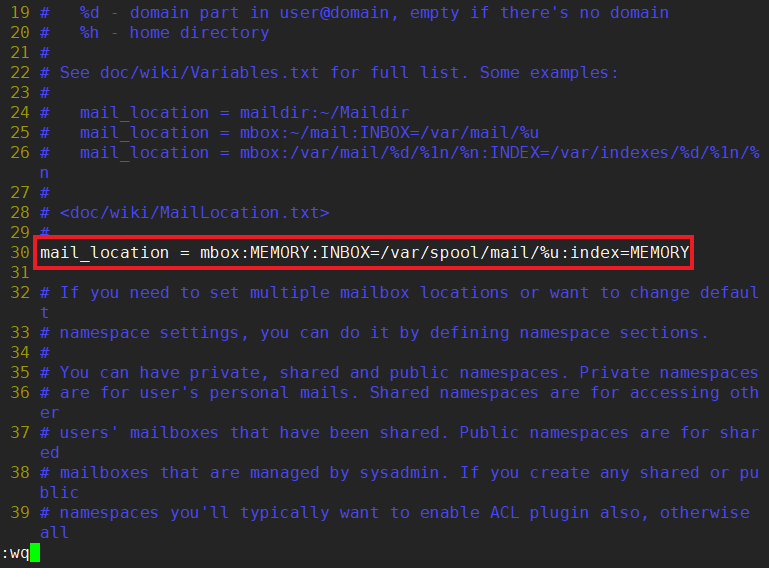 19 #   %d - domain part in user@domain, empty if there's no domain
20 #   %h - home directory
21 #
22 # See doc/wiki/Variables.txt for full list. Some examples:
23 #
24 #   mail_location = maildir:~/Maildir
25 #   mail_location = mbox:~/mail:INBOX=/var/mail/%u
26 #   mail_location = mbox:/var/mail/%d/%1n/%n:INDEX=/var/indexes/%d/%1n/%
n
27 #
28 # <doc/wiki/MailLocation.txt>
29 #
30 mail_location = mbox:MEMORY:INBOX=/var/spool/mail/%u:index=MEMORY
31
32 # If you need to set multiple mailbox locations or want to change defaul
t
33 # namespace settings, you can do it by defining namespace sections.
34 #
35 # You can have private, shared and public namespaces. Private namespaces
36 # are for user's personal mails. Shared namespaces are for accessing oth
er
37 # users' mailboxes that have been shared. Public namespaces are for shar
ed
38 # mailboxes that are managed by sysadmin. If you create any shared or pu
blic
39 # namespaces you'll typically want to enable ACL plugin also, otherwise
all
:wq